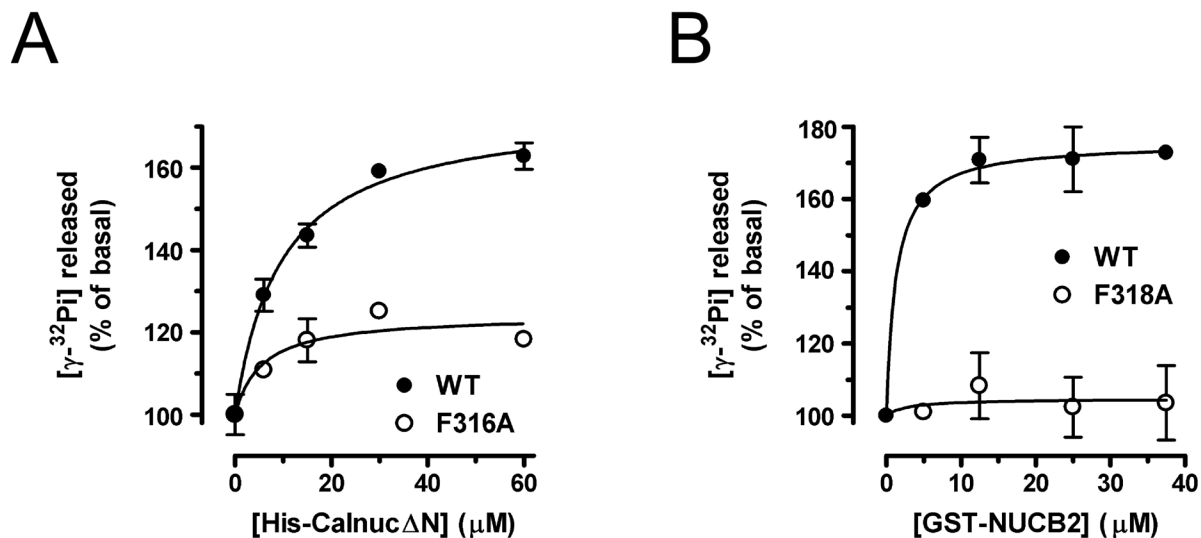 A
B
[γ-³²Pi] released
(% of basal)
160
140
120
100
WT
F316A
0
20
40
60
[His-CalnucΔN] (μM)
[γ-³²Pi] released
(% of basal)
180
160
140
120
100
WT
F318A
0
10
20
30
40
[GST-NUCB2] (μM)